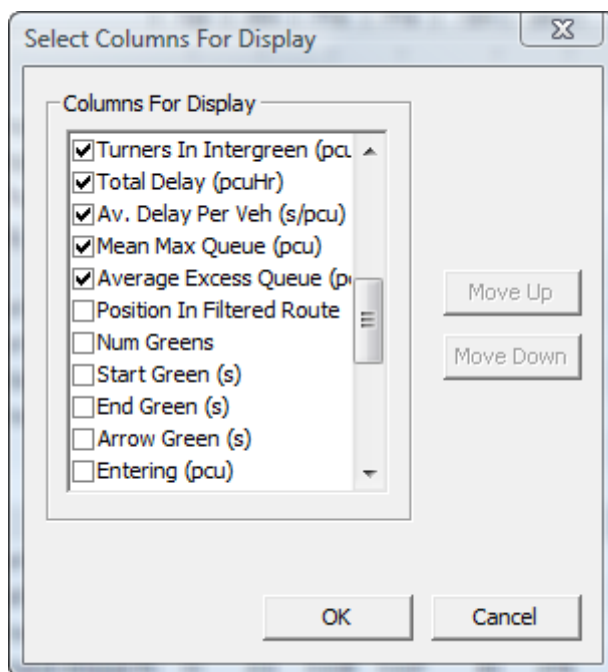 Select Columns For Display
Columns For Display
Turners In Intergreen (pcu
Total Delay (pcuHr)
Av. Delay Per Veh (s/pcu)
Mean Max Queue (pcu)
Average Excess Queue (p
Position In Filtered Route
Num Greens
Start Green (s)
End Green (s)
Arrow Green (s)
Entering (pcu)
Move Up
Move Down
OK
Cancel